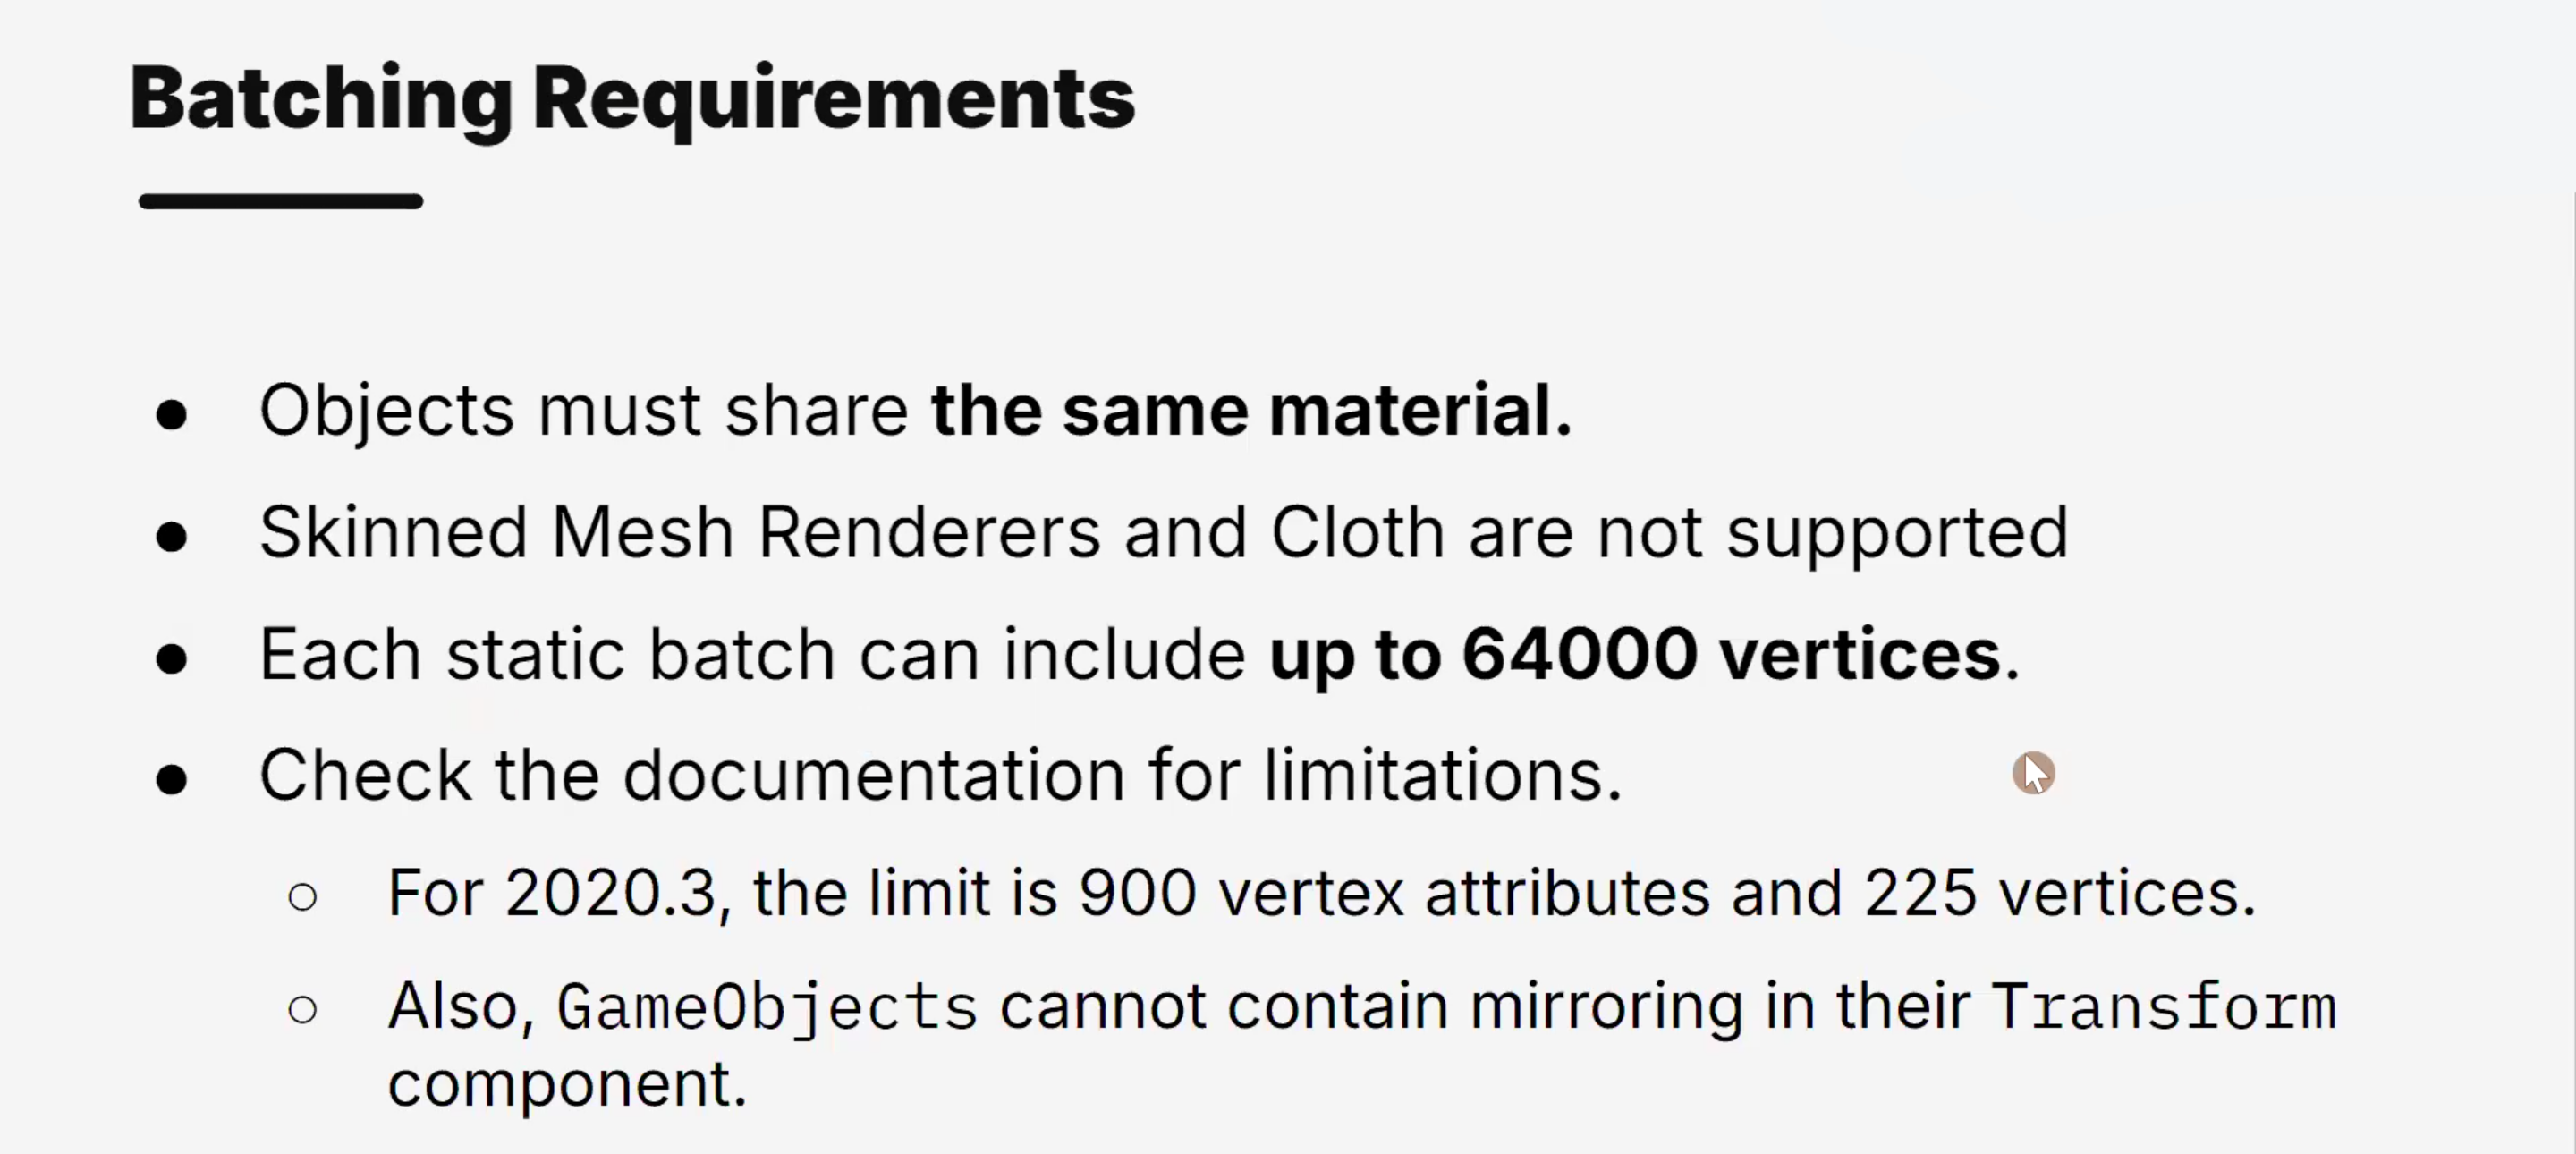 Batching Requirements
● Objects must share the same material.
● Skinned Mesh Renderers and Cloth are not supported
● Each static batch can include up to 64000 vertices.
● Check the documentation for limitations.
○ For 2020.3, the limit is 900 vertex attributes and 225 vertices.
○ Also, GameObjects cannot contain mirroring in their Transform
component.